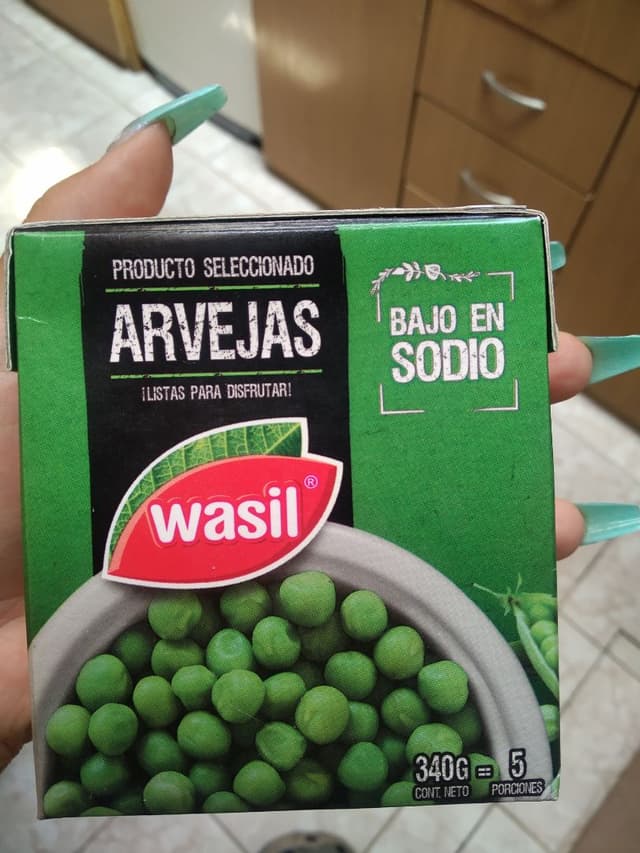 PRODUCTO SELECCIONADO
ARVEJAS
¡LISTAS PARA DISFRUTAR!
BAJO EN
SODIO
wasil®
340G = 5
CONT. NETO PORCIONES